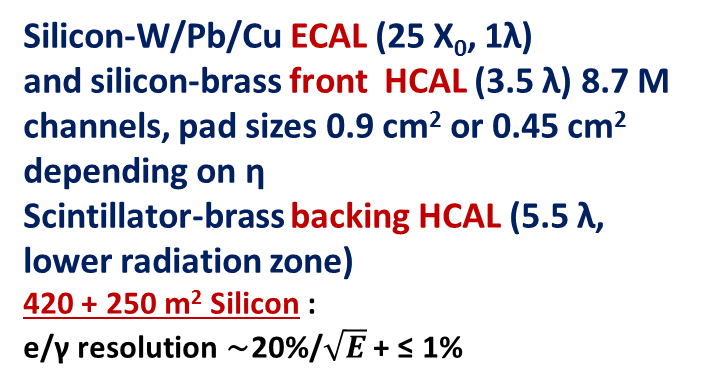 Silicon-W/Pb/Cu ECAL (25 X₀, 1λ)
and silicon-brass front HCAL (3.5 λ) 8.7 M
channels, pad sizes 0.9 cm² or 0.45 cm²
depending on η
Scintillator-brass backing HCAL (5.5 λ,
lower radiation zone)
420 + 250 m² Silicon :
e/γ resolution ~20%/√E + ≤ 1%